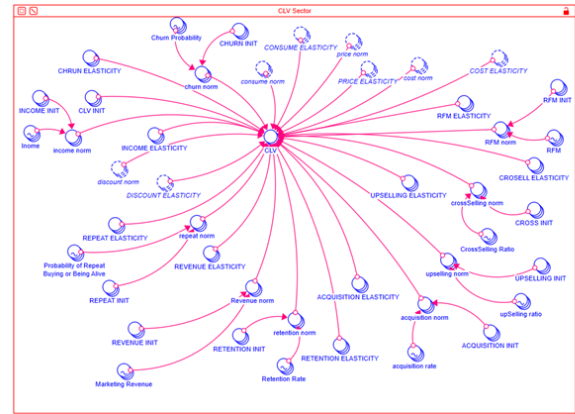 CLV Sector
Churn Probability
CHURN INIT
CONSUME ELASTICITY
price norm
CHRUN ELASTICITY
churn norm
consume norm
PRICE ELASTICITY
cost norm
COST ELASTICITY
INCOME INIT
CLV INIT
RFM ELASTICITY
RFM INIT
Inome
income norm
INCOME ELASTICITY
CLV
RFM norm
RFM
discount norm
CROSELL ELASTICITY
DISCOUNT ELASTICITY
UPSELLING ELASTICITY
crossSelling norm
REPEAT ELASTICITY
repeat norm
CROSS INIT
CrossSelling Ratio
Probability of Repeat
Buying or Being Alive
REVENUE ELASTICITY
upselling norm
UPSELLING INIT
REPEAT INIT
Revenue norm
ACQUISITION ELASTICITY
acquisition norm
upSelling ratio
REVENUE INIT
RETENTION INIT
retention norm
ACQUISITION INIT
Marketing Revenue
Retention Rate
RETENTION ELASTICITY
acquisition rate